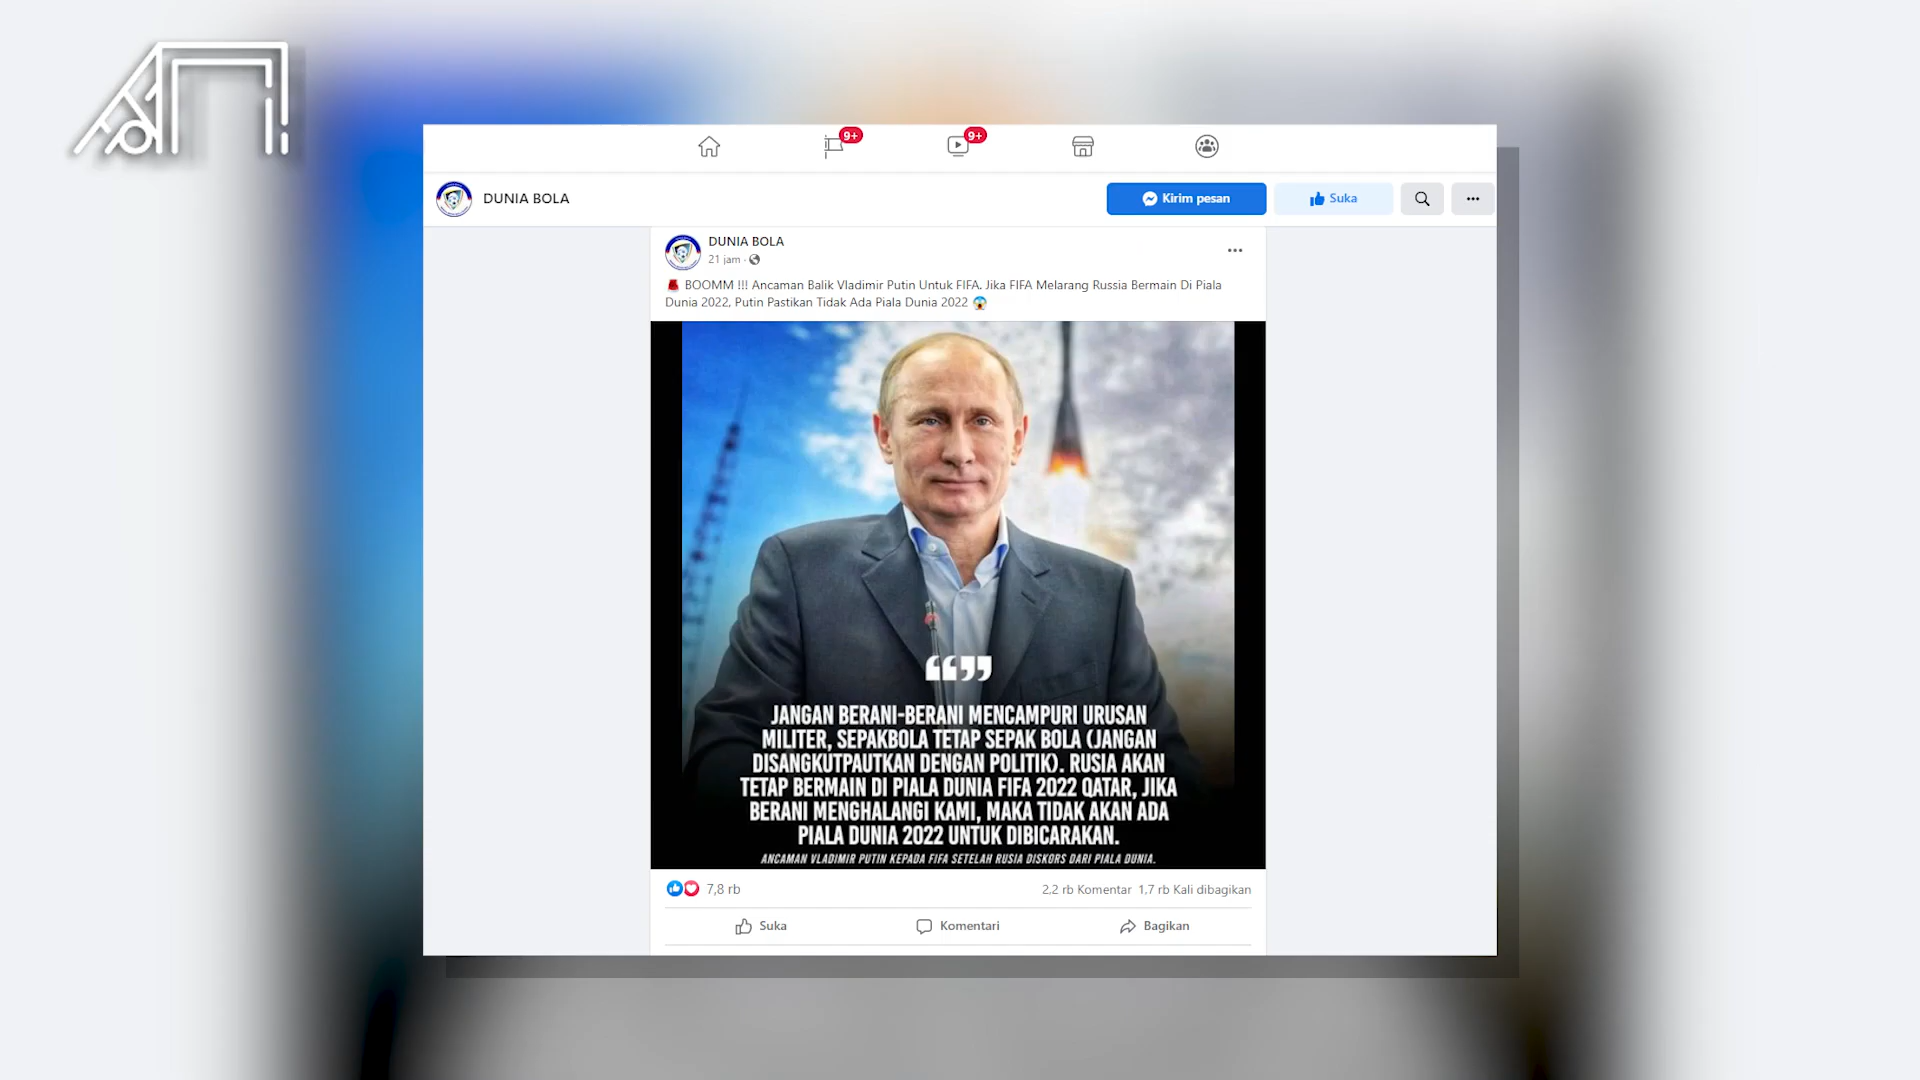 9+
9+
DUNIA BOLA
Kirim pesan
Suka
DUNIA BOLA
21 jam ·
BOOMM !!! Ancaman Balik Vladimir Putin Untuk FIFA. Jika FIFA Melarang Russia Bermain Di Piala
Dunia 2022, Putin Pastikan Tidak Ada Piala Dunia 2022
❝❞
JANGAN BERANI-BERANI MENCAMPURI URUSAN
MILITER, SEPAKBOLA TETAP SEPAK BOLA (JANGAN
DISANGKUTPAUTKAN DENGAN POLITIK). RUSIA AKAN
TETAP BERMAIN DI PIALA DUNIA FIFA 2022 QATAR, JIKA
BERANI MENGHALANGI KAMI, MAKA TIDAK AKAN ADA
PIALA DUNIA 2022 UNTUK DIBICARAKAN.
ANCAMAN VLADIMIR PUTIN KEPADA FIFA SETELAH RUSIA DISKORS DARI PIALA DUNIA.
7,8 rb
2,2 rb Komentar 1,7 rb Kali dibagikan
Suka
Komentari
Bagikan